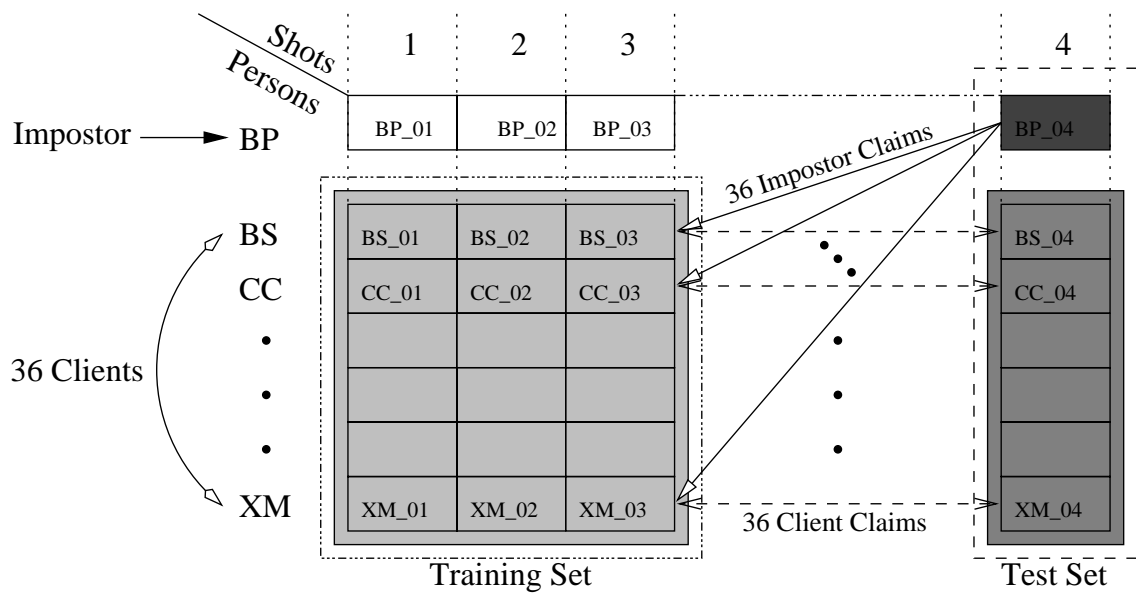 Shots
Persons
1 2 3 4
Impostor BP BP_01 BP_02 BP_03 BP_04
36 Impostor Claims
BS BS_01 BS_02 BS_03 BS_04
CC CC_01 CC_02 CC_03 CC_04
36 Clients
XM XM_01 XM_02 XM_03 XM_04
36 Client Claims
Training Set Test Set